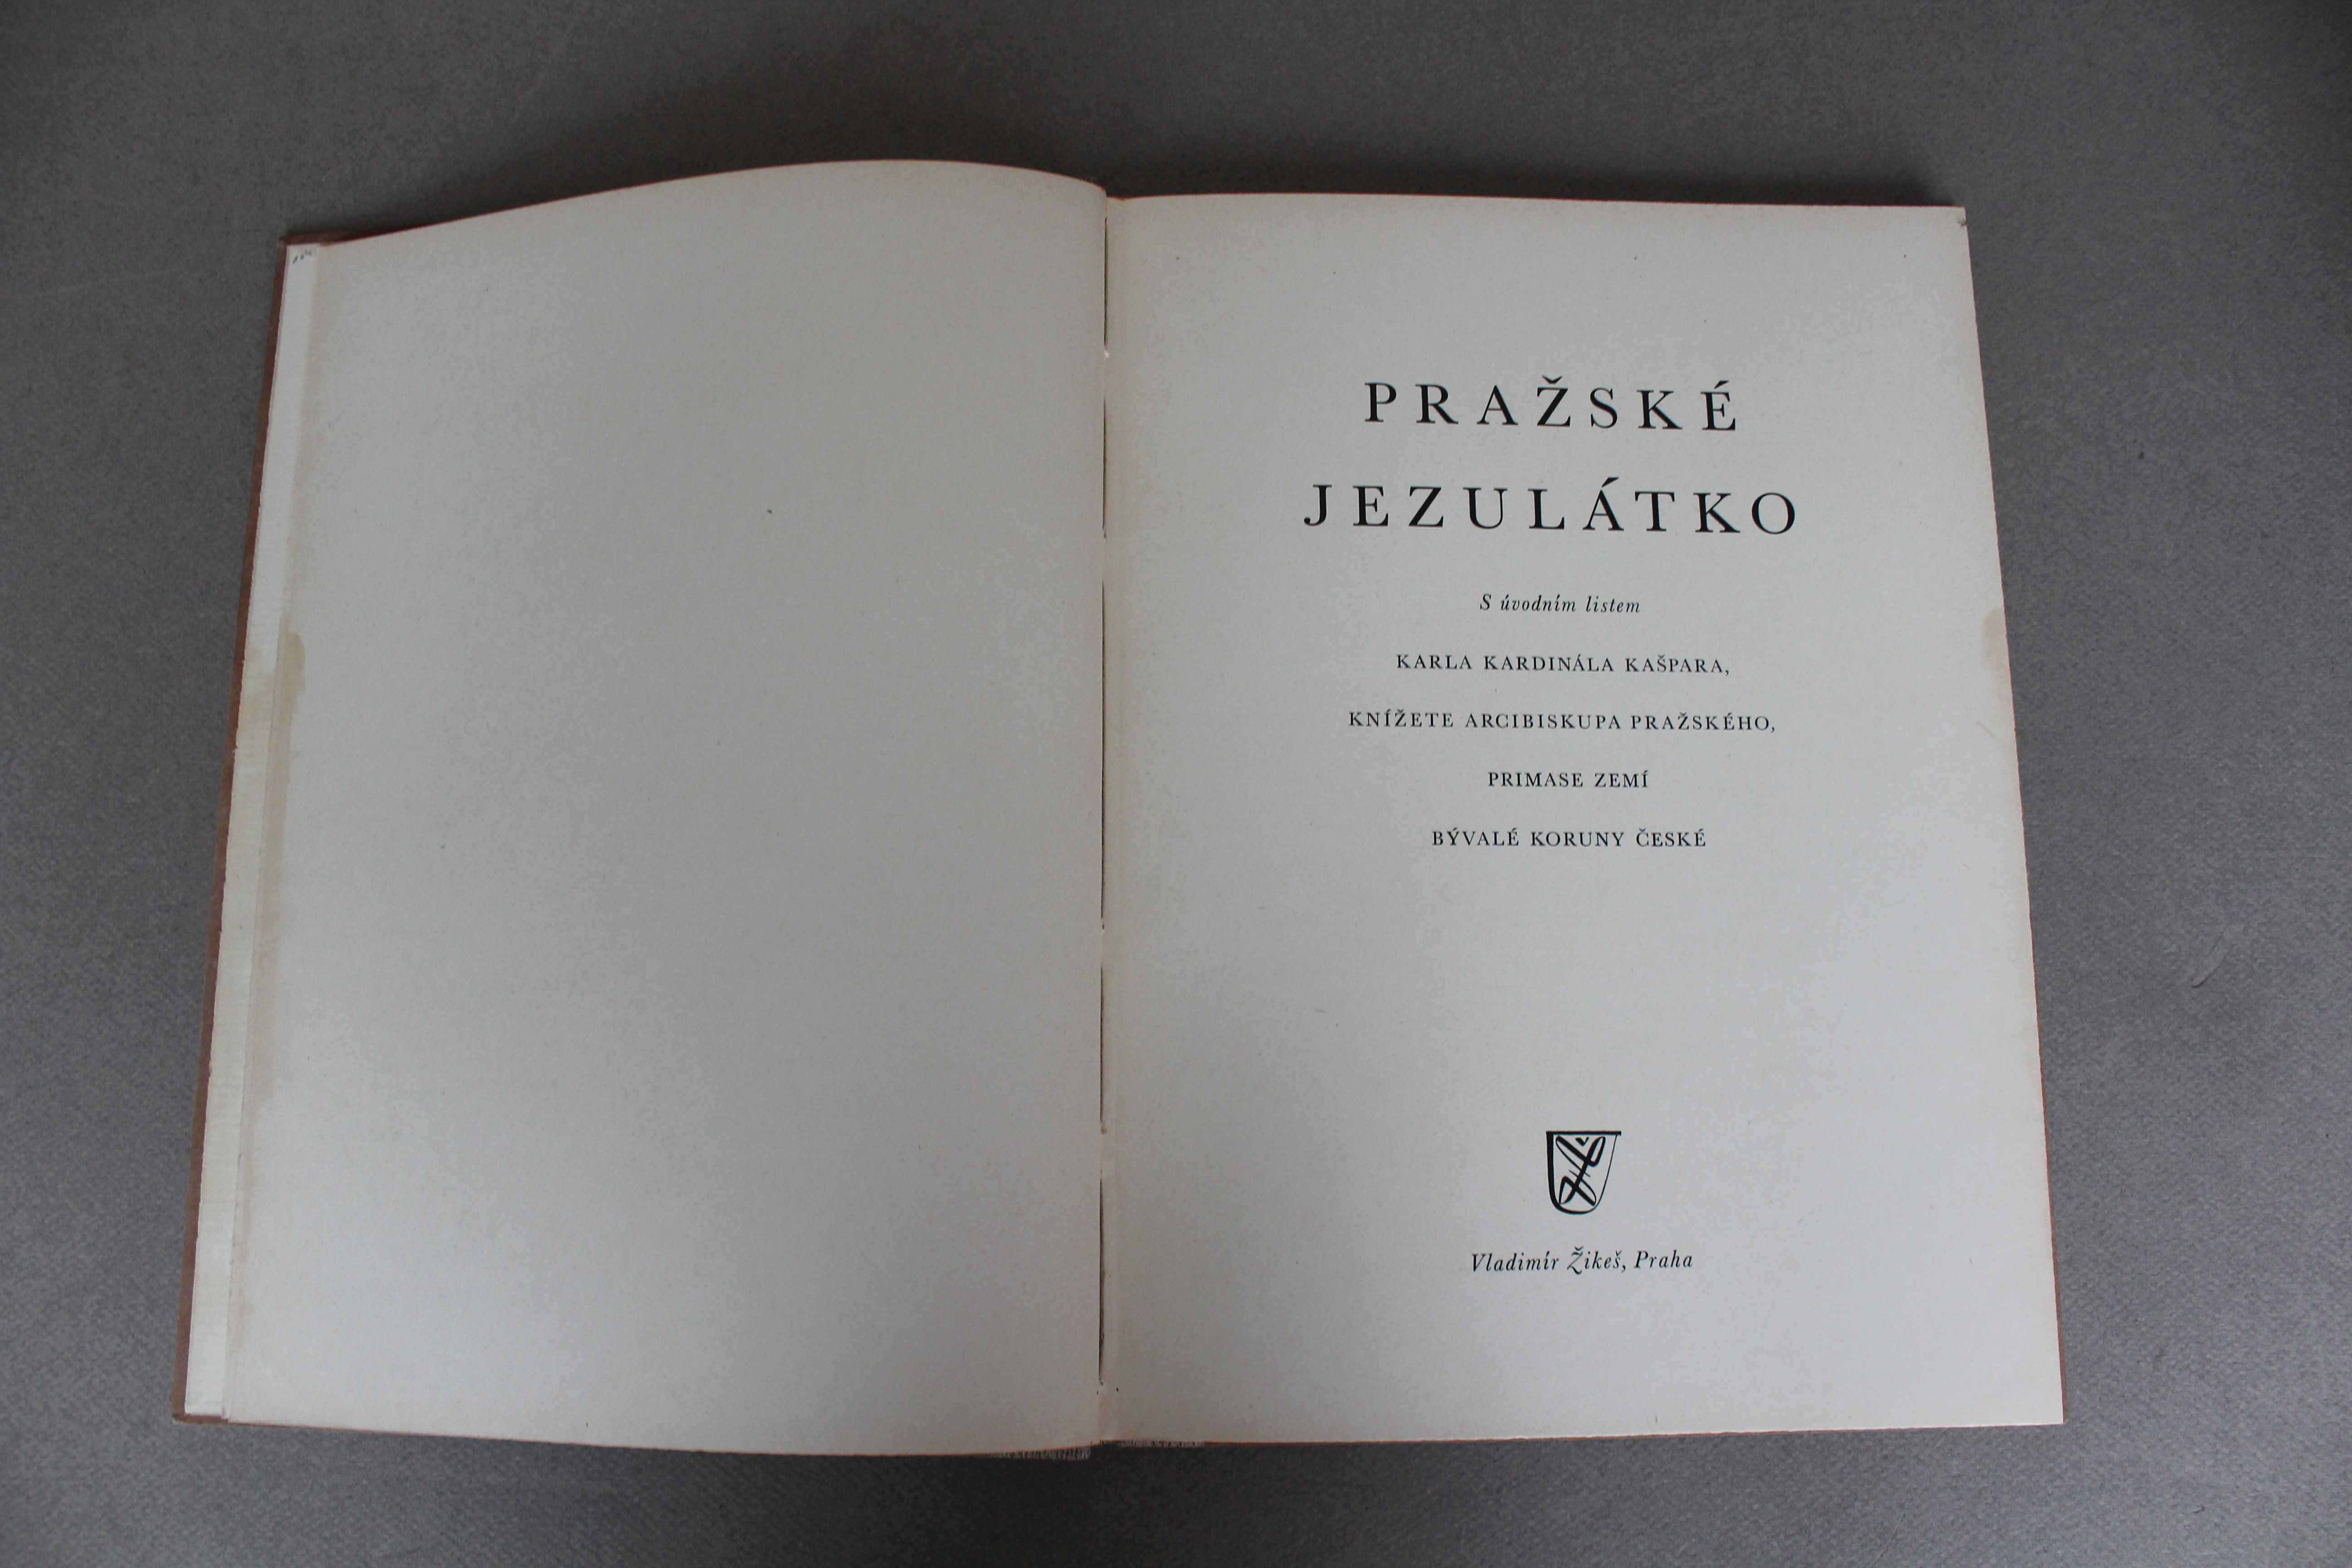 PRAŽSKÉ
JEZULÁTKO
S úvodním listem
KARLA KARDINÁLA KAŠPARA,
KNÍŽETE ARCIBISKUPA PRAŽSKÉHO,
PRIMASE ZEMÍ
BÝVALÉ KORUNY ČESKÉ
Vladimír Žikeš, Praha